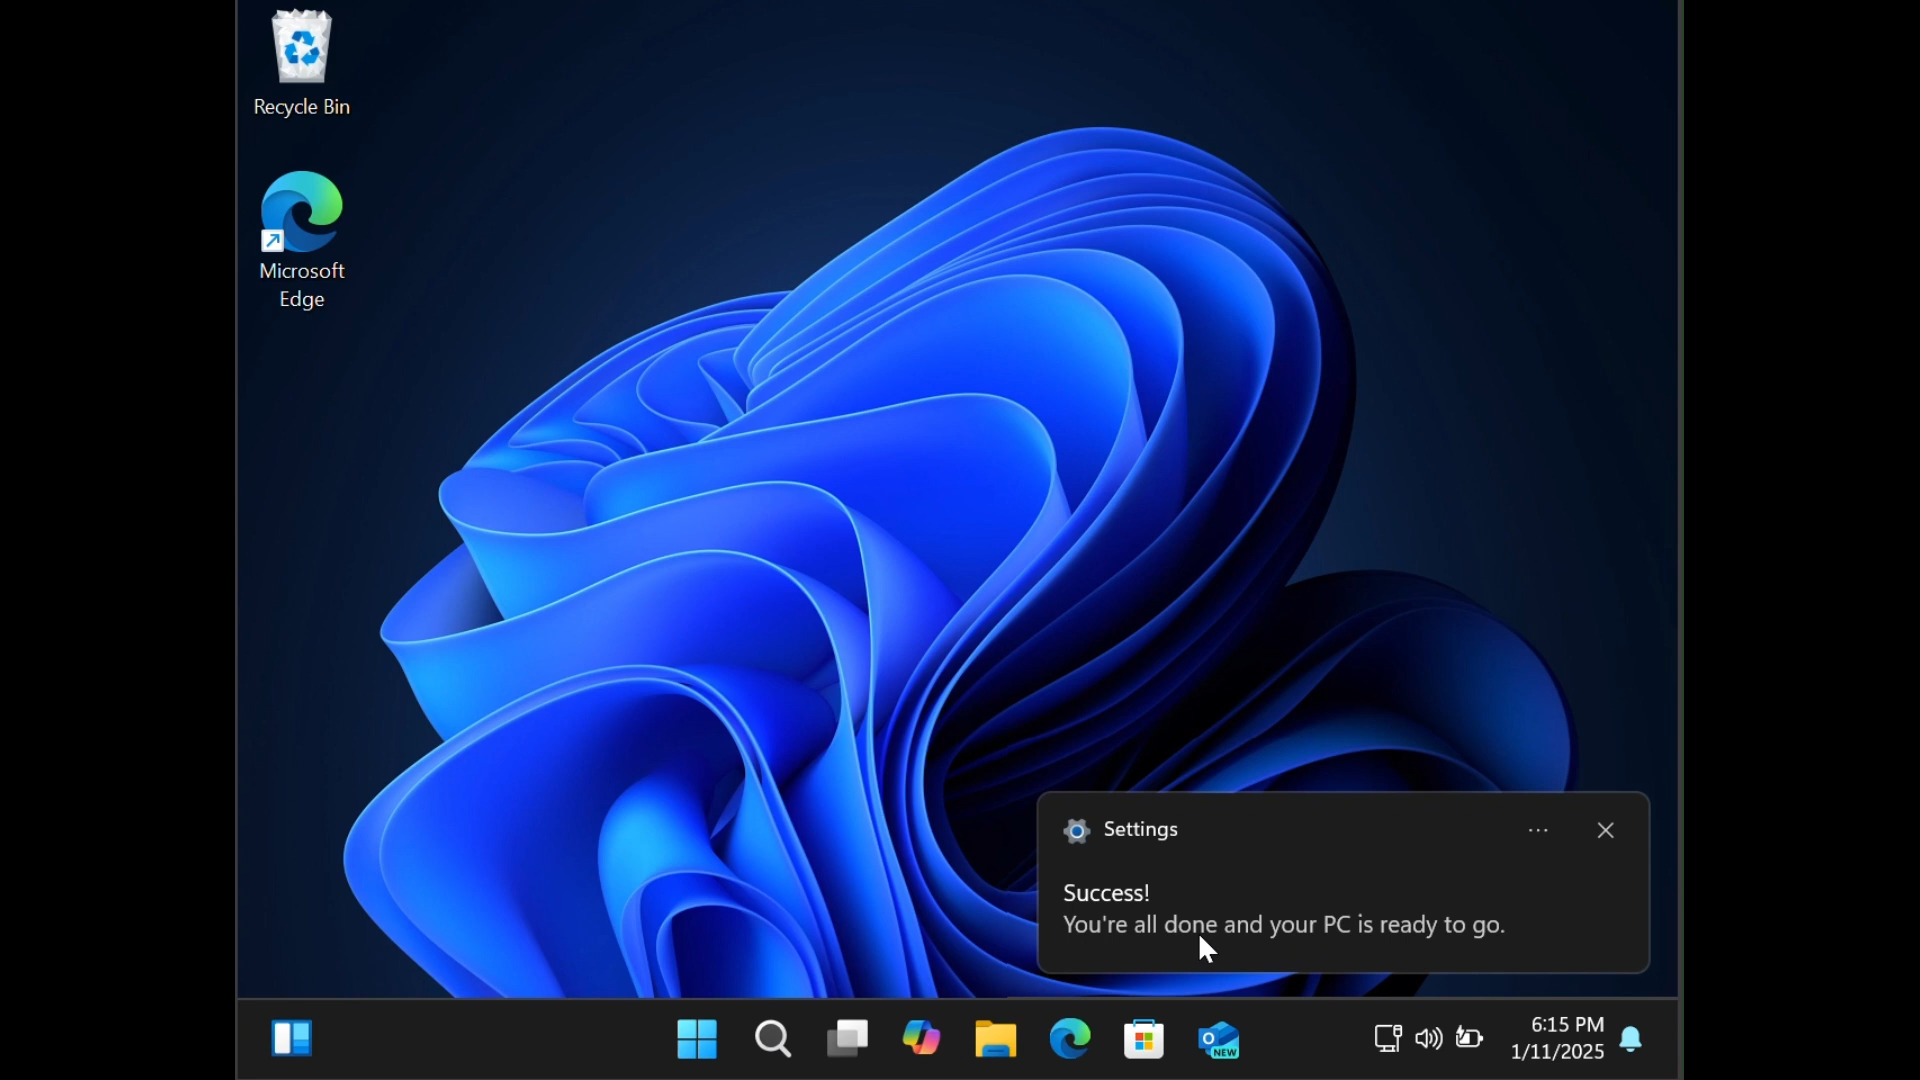 Recycle Bin
Microsoft
Edge
Settings
Success!
You're all done and your PC is ready to go.
NEW
6:15 PM
1/11/2025